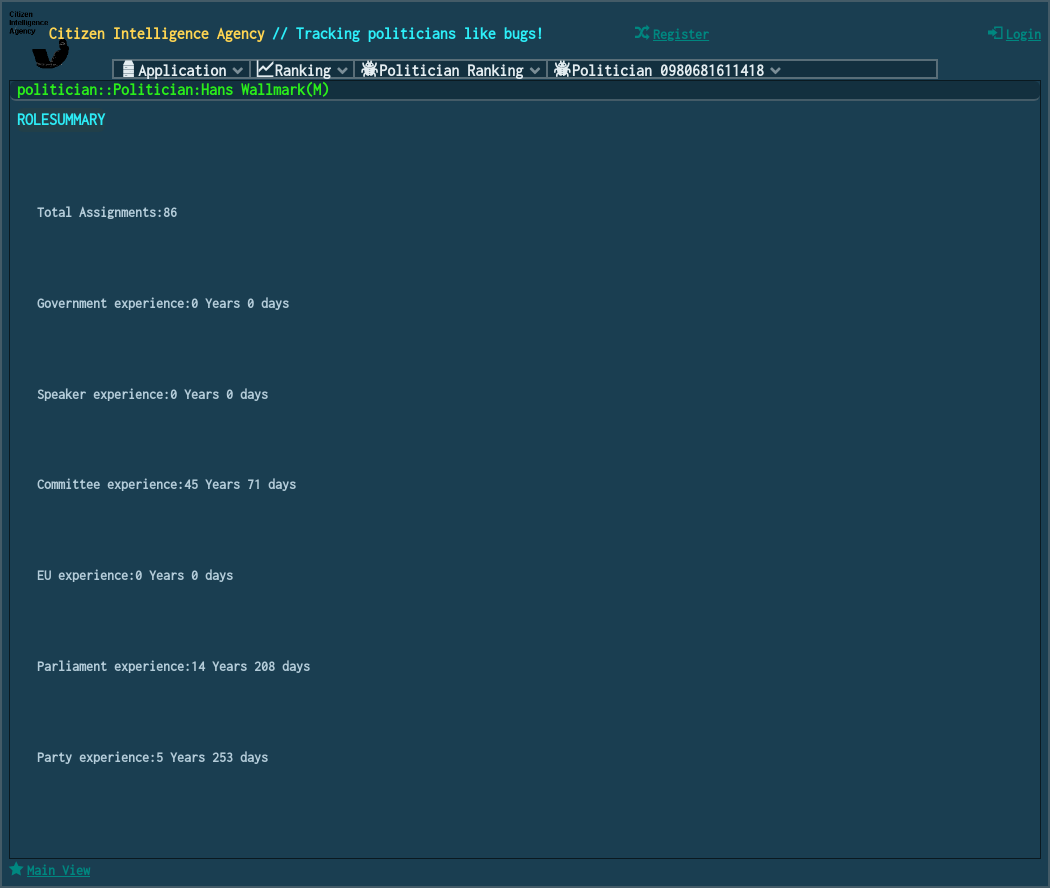 Citizen
Intelligence
Agency
Citizen Intelligence Agency // Tracking politicians like bugs!
Register
Login
Application
Ranking
Politician Ranking
Politician 0980681611418
politician::Politician:Hans Wallmark(M)
ROLESUMMARY
Total Assignments:86
Government experience:0 Years 0 days
Speaker experience:0 Years 0 days
Committee experience:45 Years 71 days
EU experience:0 Years 0 days
Parliament experience:14 Years 208 days
Party experience:5 Years 253 days
Main View